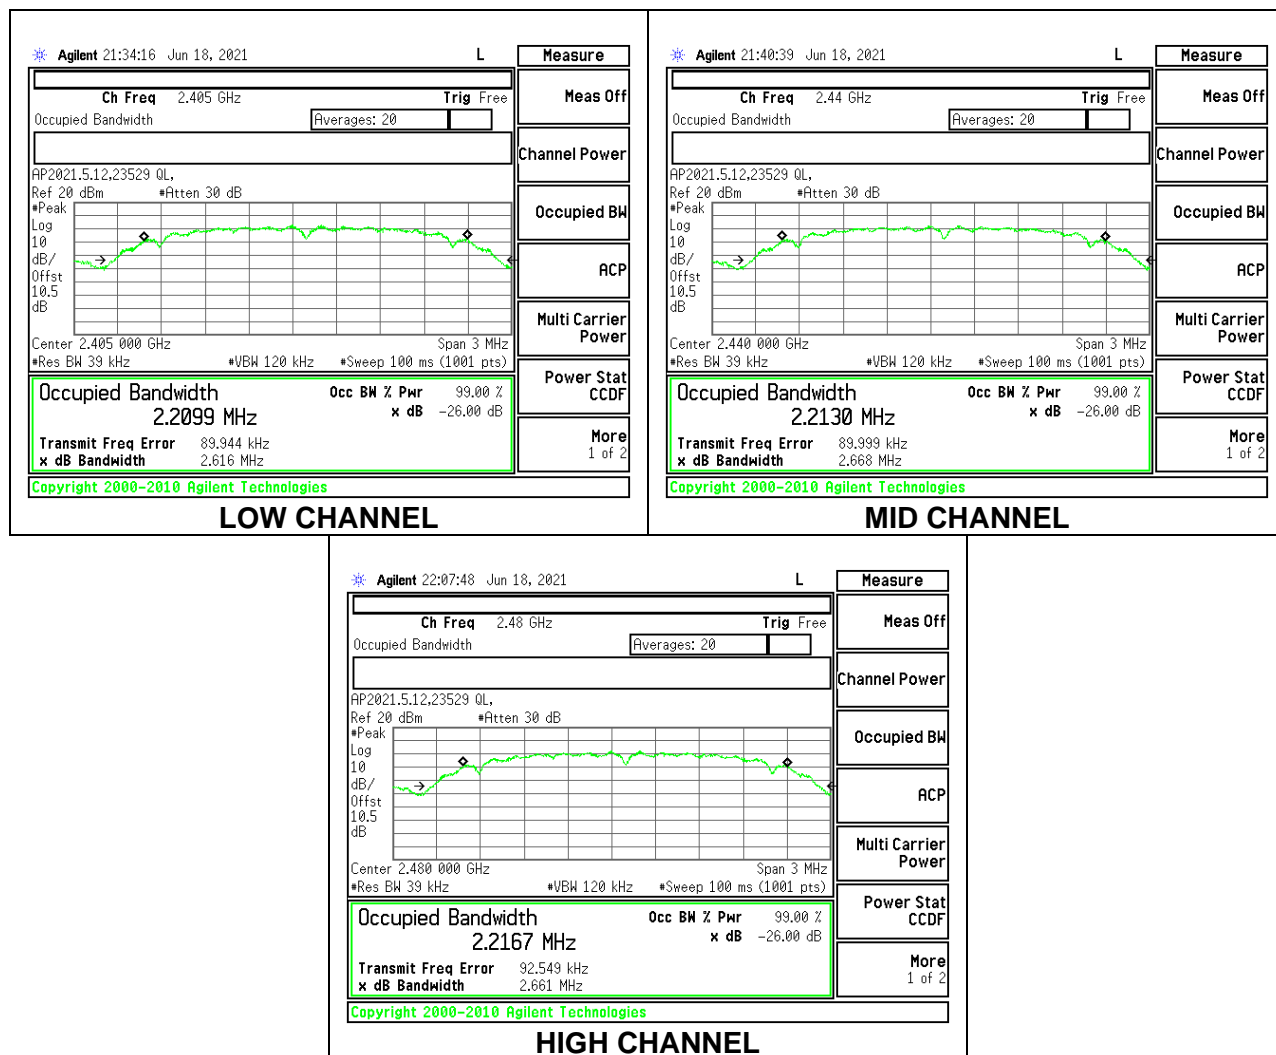 Agilent 21:34:16 Jun 18, 2021 L Measure
Ch Freq 2.405 GHz Trig Free
Meas Off
Occupied Bandwidth Averages: 20
Channel Power
AP2021.5.12,23529 QL,
Ref 20 dBm #Atten 30 dB
#Peak
Log
10
dB/
Offst
10.5
dB
Occupied BW
ACP
Multi Carrier
Power
Center 2.405 000 GHz Span 3 MHz
#Res BW 39 kHz #VBW 120 kHz #Sweep 100 ms (1001 pts)
Power Stat
CCDF
Occupied Bandwidth Occ BW % Pwr 99.00 %
2.2099 MHz x dB -26.00 dB
Transmit Freq Error 89.944 kHz
x dB Bandwidth 2.616 MHz
More
1 of 2
Copyright 2000-2010 Agilent Technologies
LOW CHANNEL
Agilent 21:40:39 Jun 18, 2021 L Measure
Ch Freq 2.44 GHz Trig Free
Meas Off
Occupied Bandwidth Averages: 20
Channel Power
AP2021.5.12,23529 QL,
Ref 20 dBm #Atten 30 dB
#Peak
Log
10
dB/
Offst
10.5
dB
Occupied BW
ACP
Multi Carrier
Power
Center 2.440 000 GHz Span 3 MHz
#Res BW 39 kHz #VBW 120 kHz #Sweep 100 ms (1001 pts)
Power Stat
CCDF
Occupied Bandwidth Occ BW % Pwr 99.00 %
2.2130 MHz x dB -26.00 dB
Transmit Freq Error 89.999 kHz
x dB Bandwidth 2.668 MHz
More
1 of 2
Copyright 2000-2010 Agilent Technologies
MID CHANNEL
Agilent 22:07:48 Jun 18, 2021 L Measure
Ch Freq 2.48 GHz Trig Free
Meas Off
Occupied Bandwidth Averages: 20
Channel Power
AP2021.5.12,23529 QL,
Ref 20 dBm #Atten 30 dB
#Peak
Log
10
dB/
Offst
10.5
dB
Occupied BW
ACP
Multi Carrier
Power
Center 2.480 000 GHz Span 3 MHz
#Res BW 39 kHz #VBW 120 kHz #Sweep 100 ms (1001 pts)
Power Stat
CCDF
Occupied Bandwidth Occ BW % Pwr 99.00 %
2.2167 MHz x dB -26.00 dB
Transmit Freq Error 92.549 kHz
x dB Bandwidth 2.661 MHz
More
1 of 2
Copyright 2000-2010 Agilent Technologies
HIGH CHANNEL